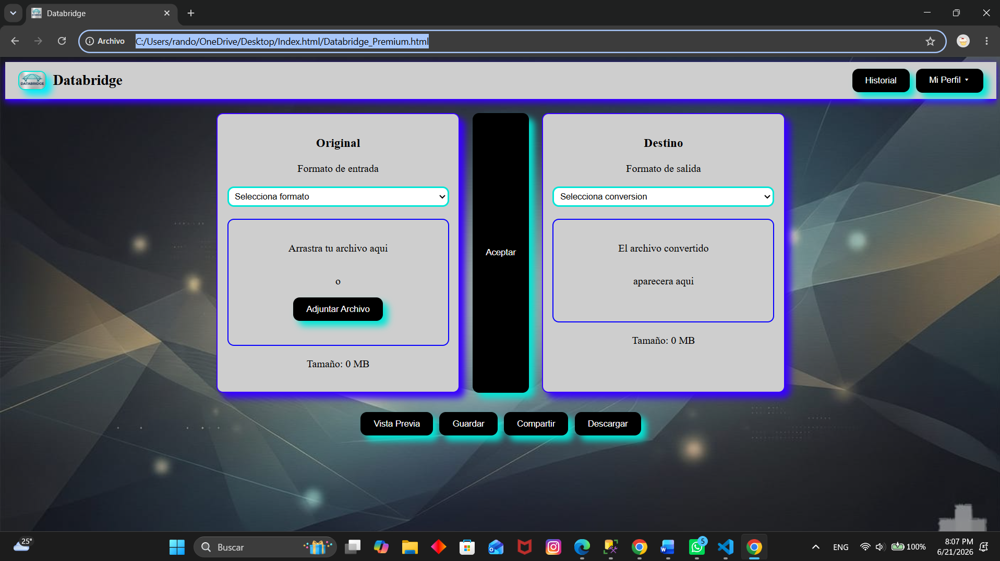 Databridge
Archivo
C:/Users/rando/OneDrive/Desktop/Index.html/Databridge_Premium.html
DATABRIDGE
Databridge
Historial
Mi Perfil
Original
Formato de entrada
Selecciona formato
Arrastra tu archivo aqui
o
Adjuntar Archivo
Tamaño: 0 MB
Aceptar
Destino
Formato de salida
Selecciona conversion
El archivo convertido
aparecera aqui
Tamaño: 0 MB
Vista Previa
Guardar
Compartir
Descargar
25°
Buscar
5
ENG
100%
8:07 PM
6/21/2026